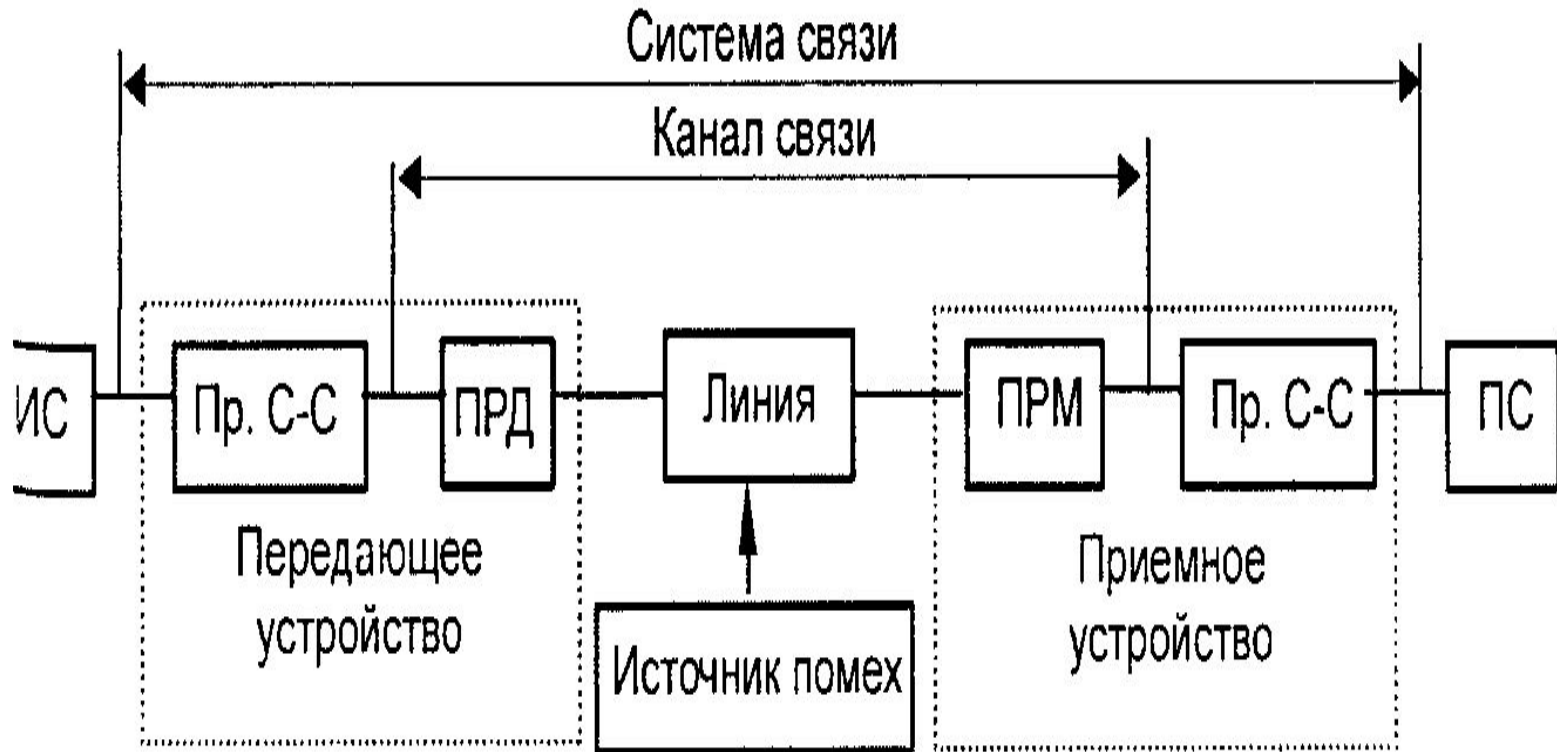 Система связи
Канал связи
ИС
Пр. С-С
ПРД
Линия
ПРМ
Пр. С-С
ПС
Передающее
устройство
Источник помех
Приемное
устройство